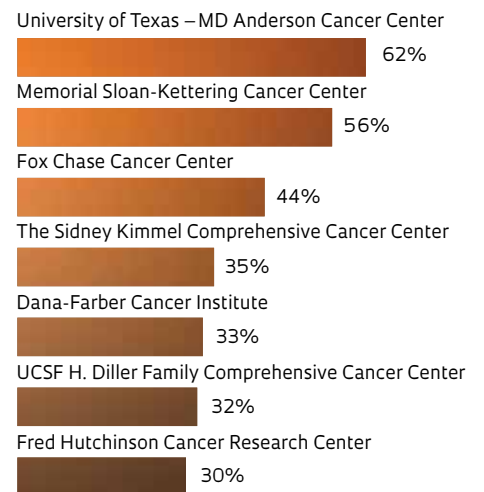 University of Texas – MD Anderson Cancer Center
62%
Memorial Sloan-Kettering Cancer Center
56%
Fox Chase Cancer Center
44%
The Sidney Kimmel Comprehensive Cancer Center
35%
Dana-Farber Cancer Institute
33%
UCSF H. Diller Family Comprehensive Cancer Center
32%
Fred Hutchinson Cancer Research Center
30%